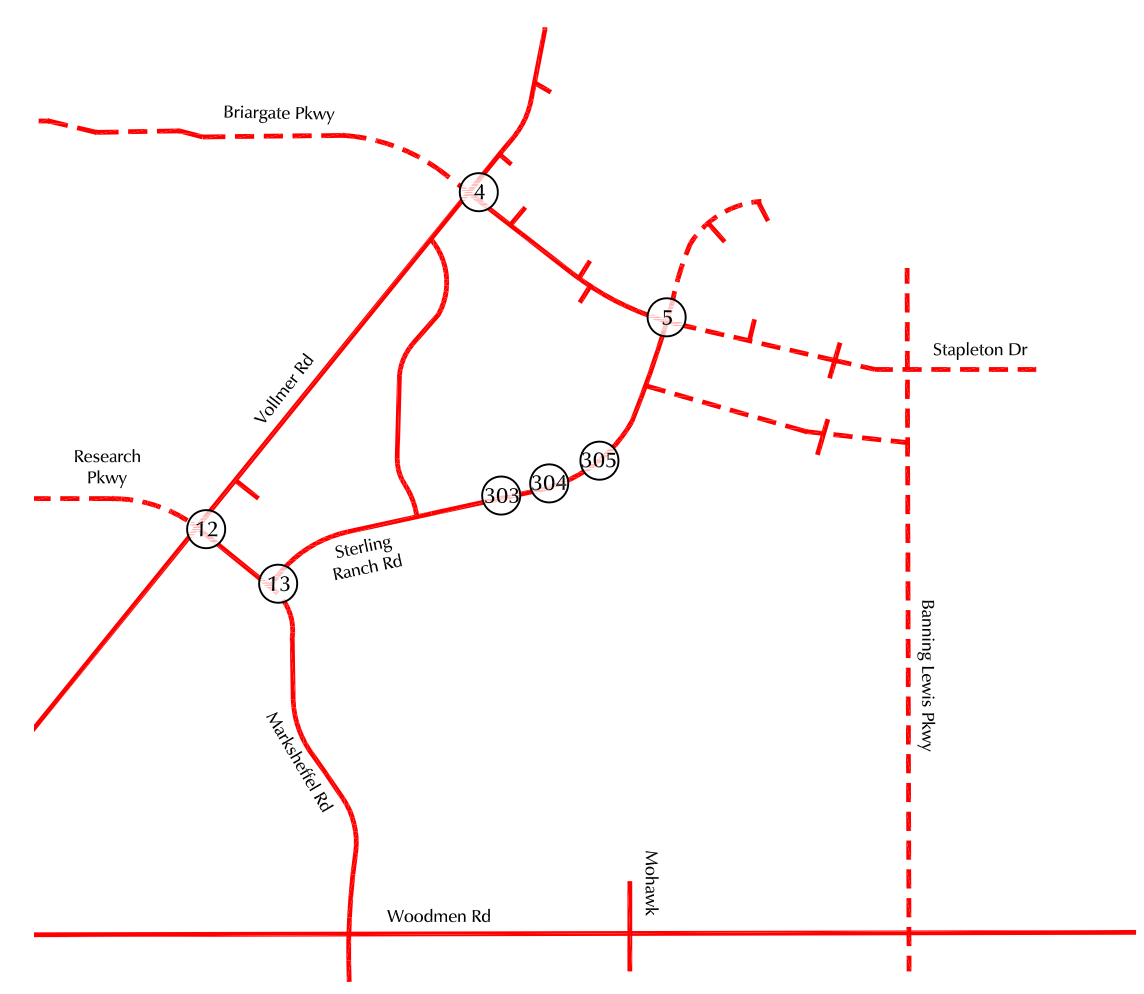 Briargate Pkwy
4
5
Stapleton Dr
Vollmer Rd
Research
Pkwy
305
304
303
12
Sterling
Ranch Rd
13
Banning Lewis Pkwy
Marksheffel Rd
Mohawk
Woodmen Rd